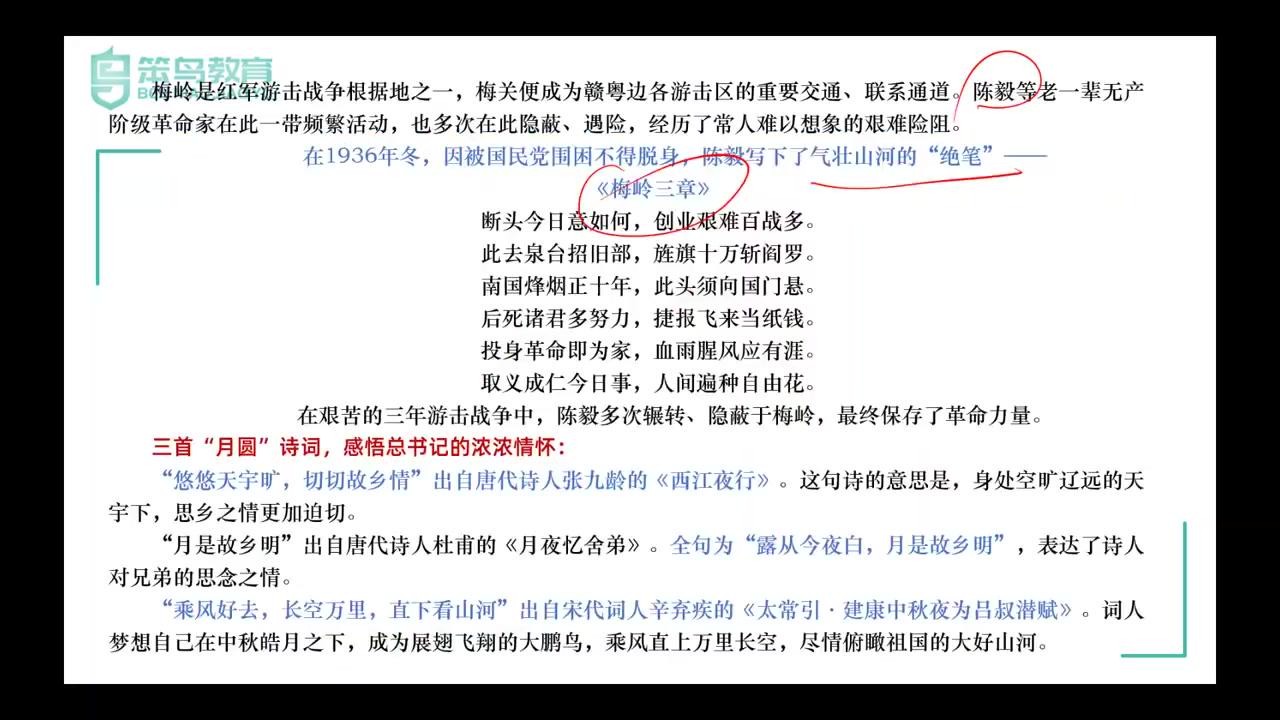 笨鸟教育
梅岭是红军游击战争根据地之一，梅关便成为赣粤边各游击区的重要交通、联系通道。陈毅等老一辈无产
阶级革命家在此一带频繁活动，也多次在此隐蔽、遇险，经历了常人难以想象的艰难险阻。
在1936年冬，因被国民党围困不得脱身，陈毅写下了气壮山河的“绝笔”——
《梅岭三章》
断头今日意如何，创业艰难百战多。
此去泉台招旧部，旌旗十万斩阎罗。
南国烽烟正十年，此头须向国门悬。
后死诸君多努力，捷报飞来当纸钱。
投身革命即为家，血雨腥风应有涯。
取义成仁今日事，人间遍种自由花。
在艰苦的三年游击战争中，陈毅多次辗转、隐蔽于梅岭，最终保存了革命力量。
三首“月圆”诗词，感悟总书记的浓浓情怀：
“悠悠天宇旷，切切故乡情”出自唐代诗人张九龄的《西江夜行》。这句诗的意思是，身处空旷辽远的天
宇下，思乡之情更加迫切。
“月是故乡明”出自唐代诗人杜甫的《月夜忆舍弟》。全句为“露从今夜白，月是故乡明”，表达了诗人
对兄弟的思念之情。
“乘风好去，长空万里，直下看山河”出自宋代词人辛弃疾的《太常引·建康中秋夜为吕叔潜赋》。词人
梦想自己在中秋皓月之下，成为展翅飞翔的大鹏鸟，乘风直上万里长空，尽情俯瞰祖国的大好山河。